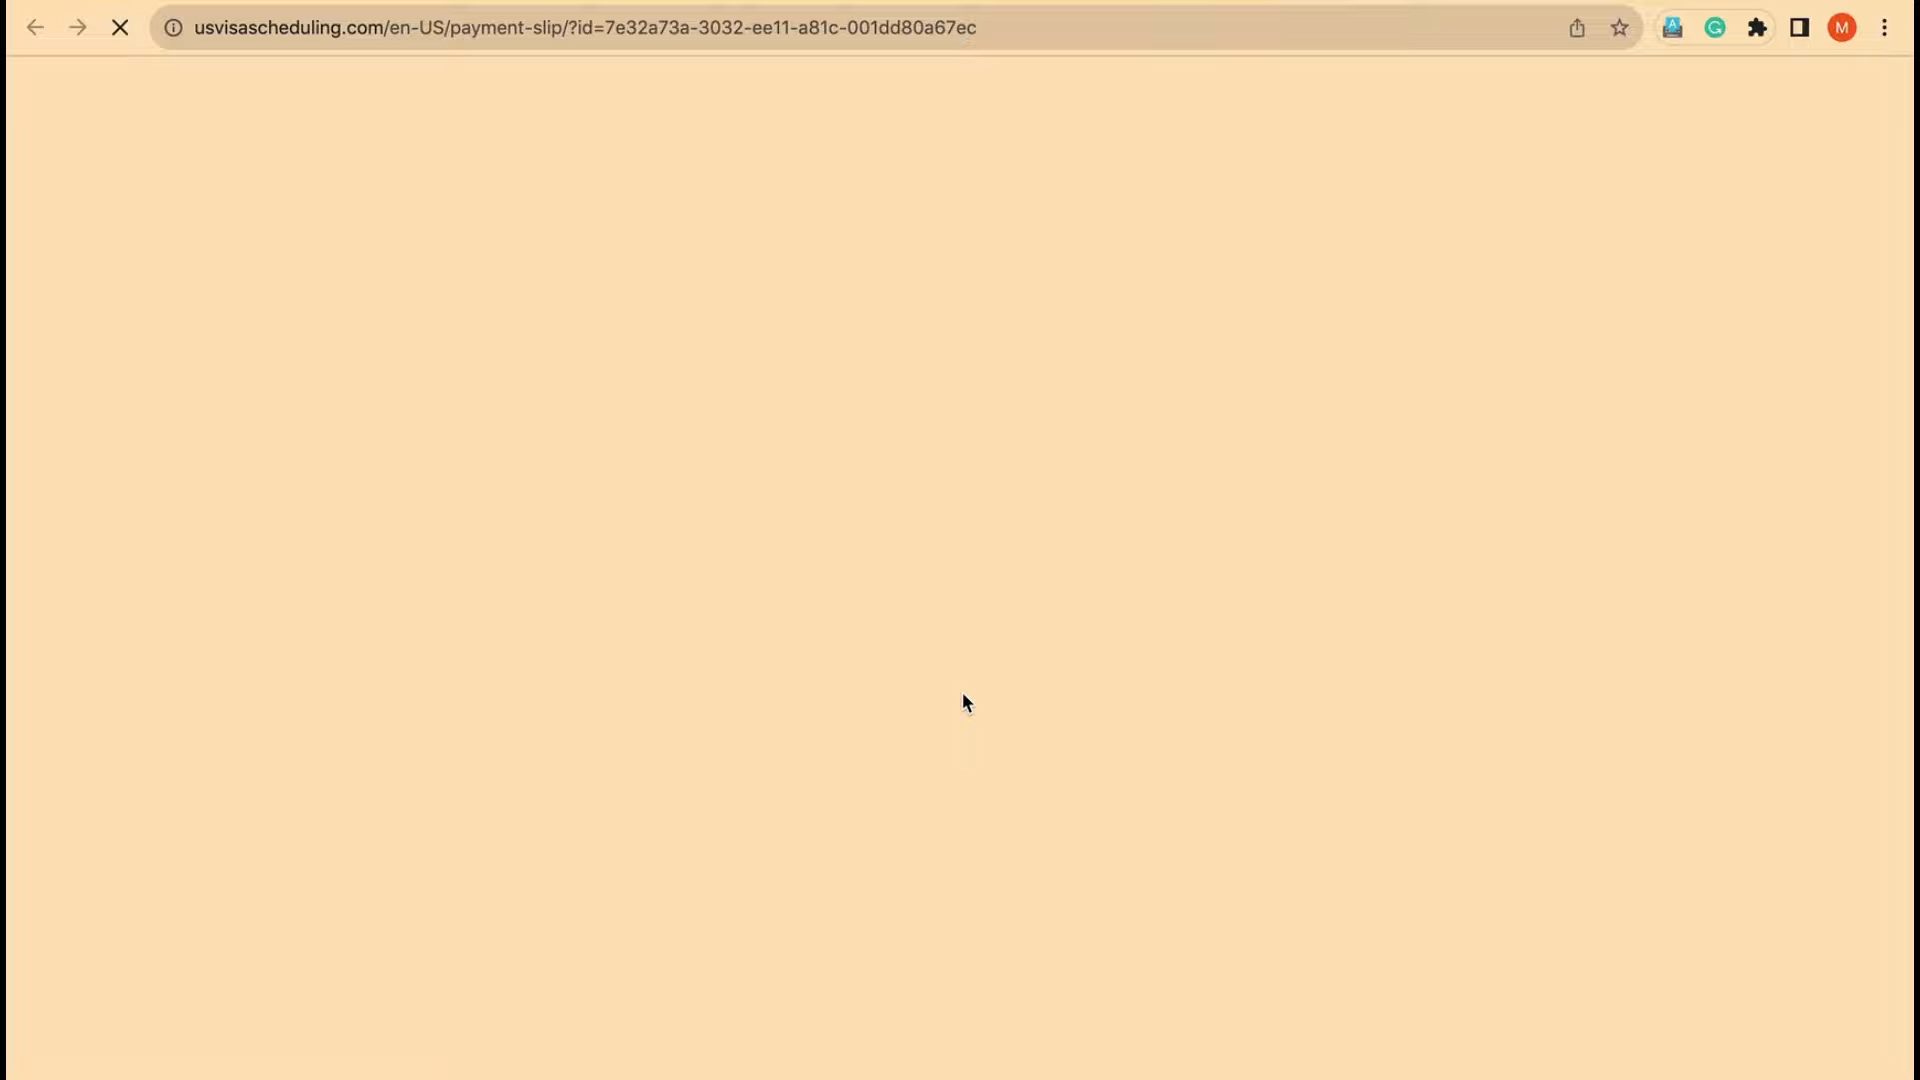 usvisascheduling.com/en-US/payment-slip/?id=7e32a73a-3032-ee11-a81c-001dd80a67ec
A
G
M